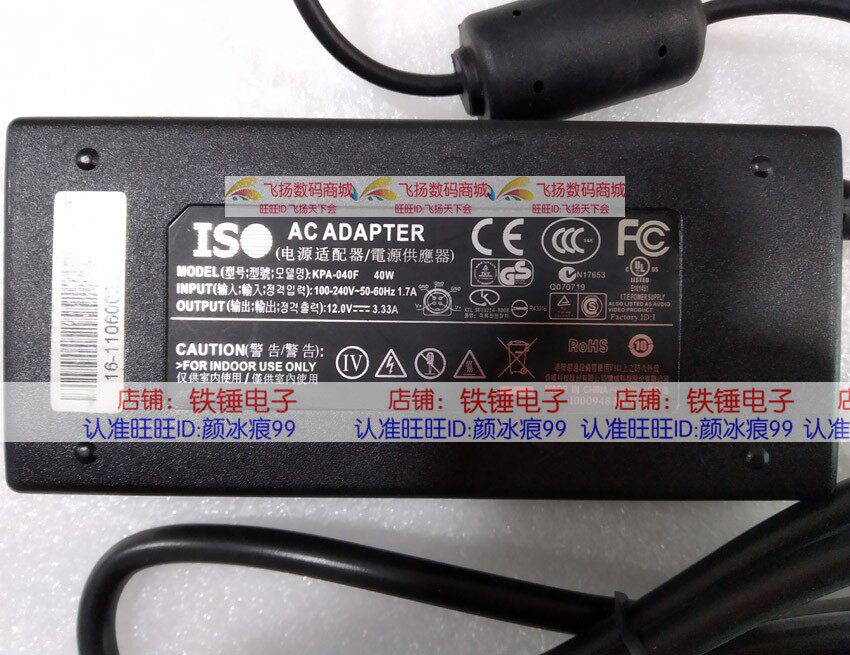 飞扬数码商城 飞扬数码商城 飞扬数码商城
旺旺ID:飞扬天下会 旺旺ID:飞扬天下会 旺旺ID:飞扬天下会
ISO AC ADAPTER
(电源适配器/電源供應器)
MODEL(型号;型號;모델명):KPA-040F 40W
INPUT(输入;輸入;정격입력):100-240V~50-60Hz 1.7A
OUTPUT(输出;輸出;정격출력):12.0V 3.33A
CE CCC FC
GS
N17653
Q070719
UL US
LISTED
I.T.E POWER SUPPLY
ALSO LISTED AS AUDIO
VIDEO PRODUCT
Factory ID:I
CAUTION(警告/警告):
>FOR INDOOR USE ONLY
仅供室内使用/僅供室內使用
IV
RoHS
10
店铺：铁锤电子 店铺：铁锤电子 店铺：铁锤电子
认准旺旺ID:颜冰痕99 认准旺旺ID:颜冰痕99 认准旺旺ID:颜冰痕99 认准旺